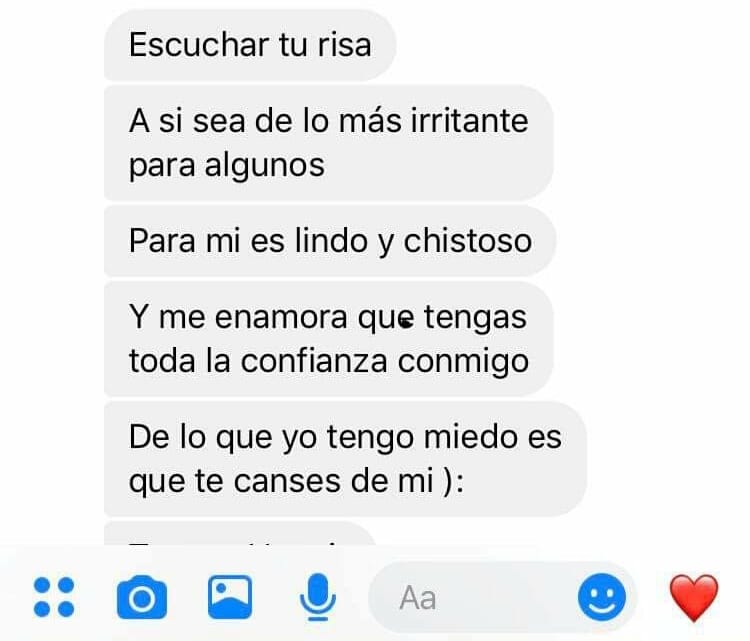 Escuchar tu risa
A si sea de lo más irritante
para algunos
Para mi es lindo y chistoso
Y me enamora que tengas
toda la confianza conmigo
De lo que yo tengo miedo es
que te canses de mi ):
Aa